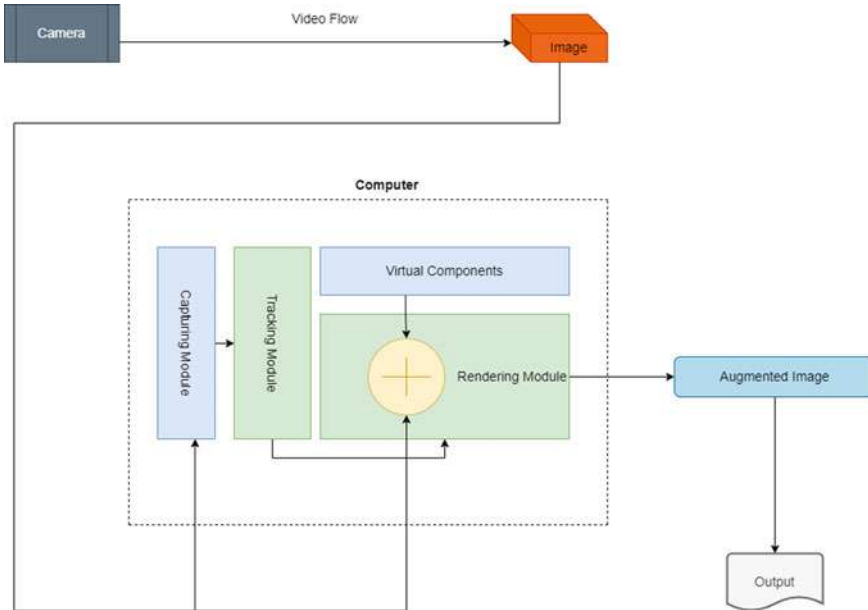 Camera
Video Flow
Image
Computer
Capturing Module
Tracking Module
Virtual Components
Rendering Module
Augmented Image
Output